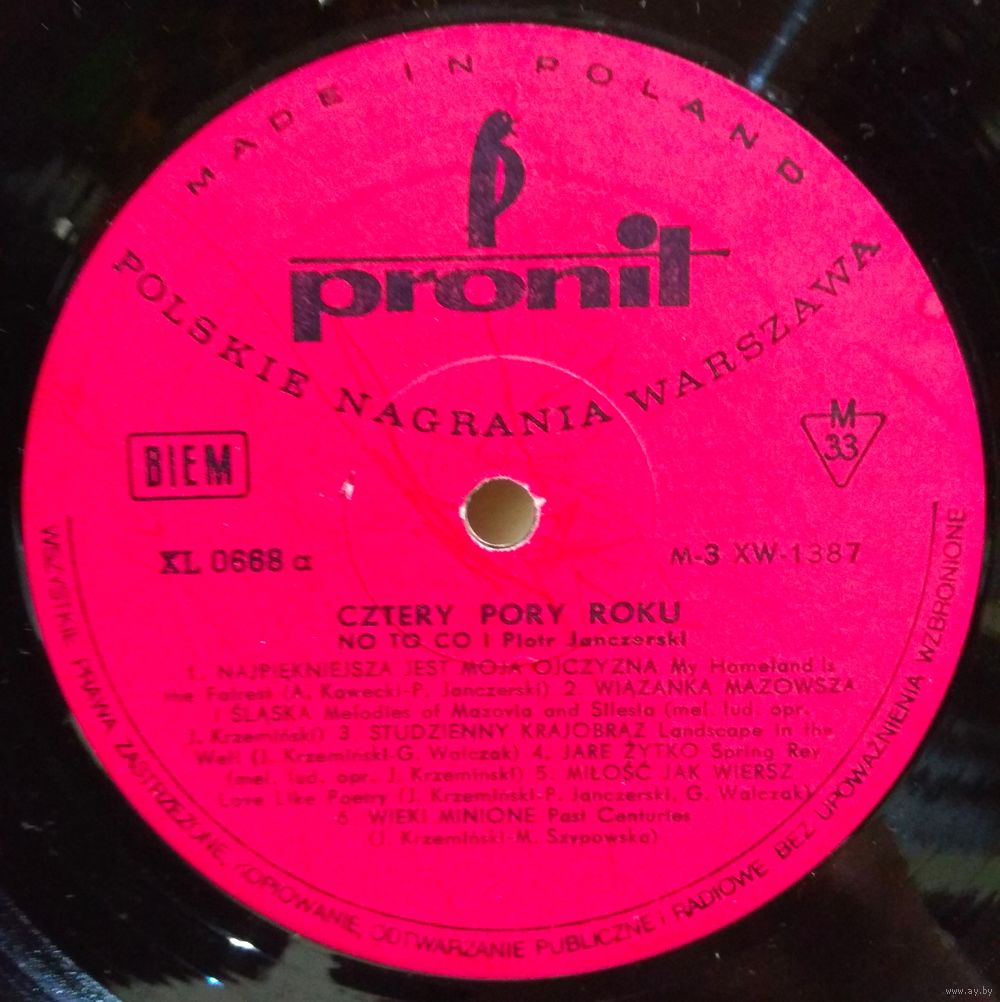 MADE IN POLAND
pronit
POLSKIE NAGRANIA WARSZAWA
BIEM
M
33
XL 0668 a
M-3 XW-1387
CZTERY PORY ROKU
NO TO CO i Piotr Janczerski
1. NAJPIĘKNIEJSZA JEST MOJA OJCZYZNA My Homeland is
the Fairest (A. Kawecki-P. Janczerski) 2. WIĄZANKA MAZOWSZA
I ŚLĄSKA Melodies of Mazovia and Silesia (mel. lud. opr.
J. Krzemiński) 3 STUDZIENNY KRAJOBRAZ Landscape in the
Well (J. Krzemiński-G. Walczak) 4. JARE ŻYTKO Spring Rey
(mel. lud. opr. J. Krzemiński) 5. MIŁOŚĆ JAK WIERSZ
Love Like Poetry (J. Krzemiński-P. Janczerski, G. Walczak)
6 WIEKI MINIONE Past Centuries
(J. Krzemiński-M. Szypowska)
WSZYSTKIE PRAWA ZASTRZEŻONE, KOPIOWANIE, ODTWARZANIE PUBLICZNE I RADIOWE BEZ UPOWAŻNIENIA WZBRONIONE
www.ay.by